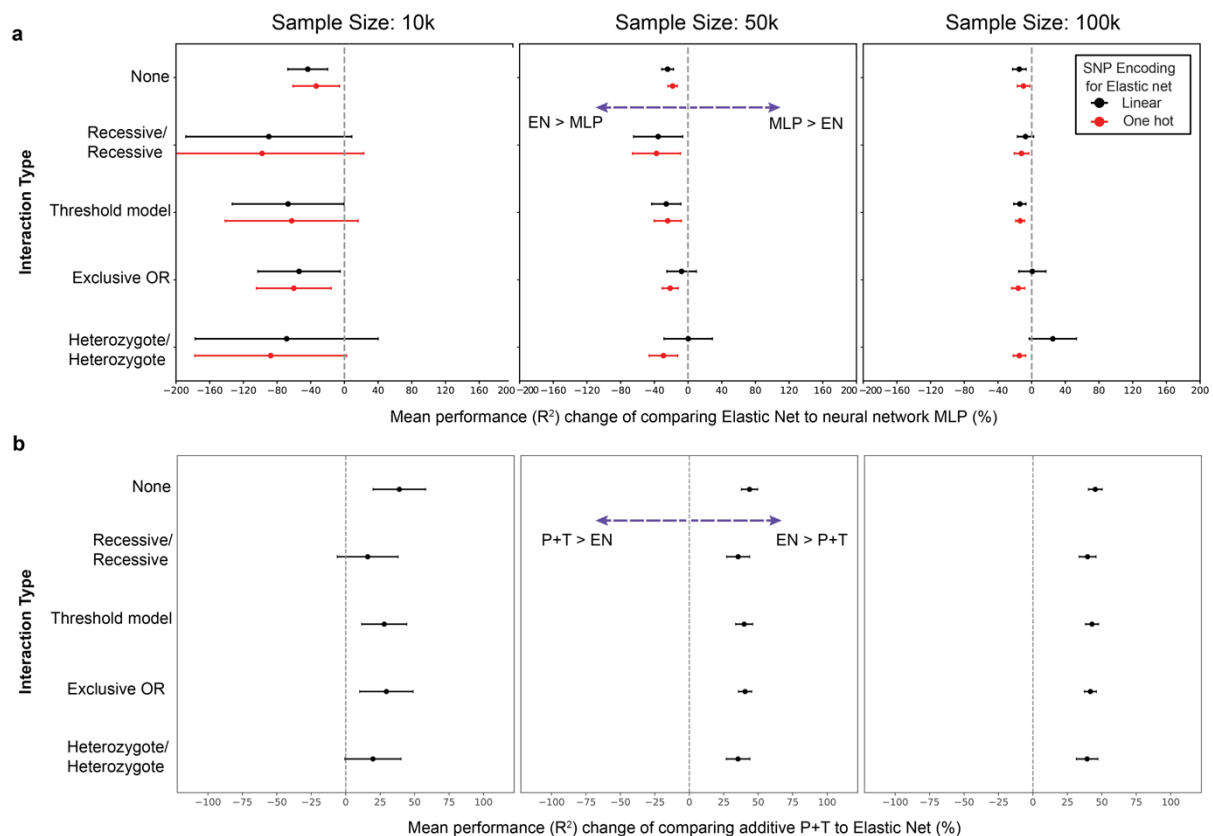 Sample Size: 10k
Sample Size: 50k
Sample Size: 100k
a
Interaction Type
None
Recessive/
Recessive
Threshold model
Exclusive OR
Heterozygote/
Heterozygote
EN > MLP
MLP > EN
SNP Encoding
for Elastic net
Linear
One hot
−200 −160 −120 −80 −40 0 40 80 120 160
−200 −160 −120 −80 −40 0 40 80 120 160 200
−200 −160 −120 −80 −40 0 40 80 120 160 200
Mean performance (R²) change of comparing Elastic Net to neural network MLP (%)
b
Interaction Type
None
Recessive/
Recessive
Threshold model
Exclusive OR
Heterozygote/
Heterozygote
P+T > EN
EN > P+T
−100 −75 −50 −25 0 25 50 75 100
−100 −75 −50 −25 0 25 50 75 100
−100 −75 −50 −25 0 25 50 75 100
Mean performance (R²) change of comparing additive P+T to Elastic Net (%)